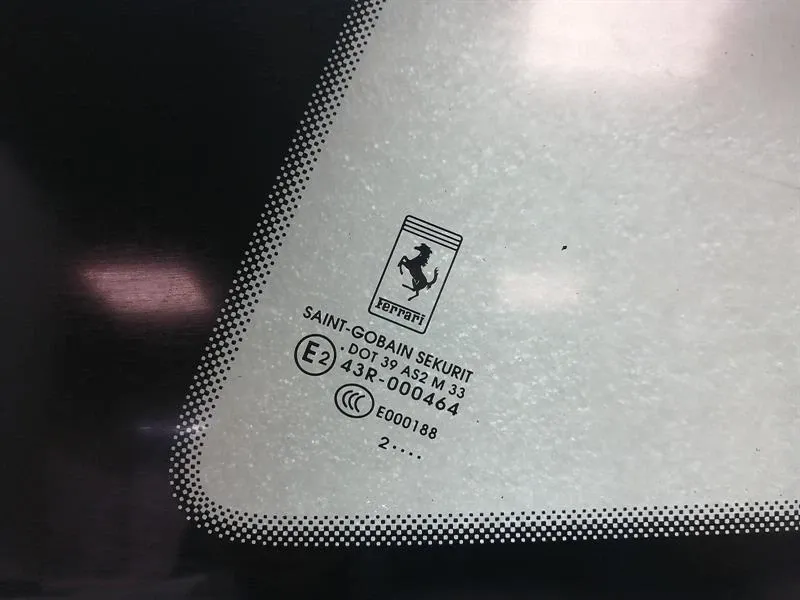 Ferrari
SAINT-GOBAIN SEKURIT
E2 · DOT 39 AS2 M 33
43R-000464
CCC E000188
2····